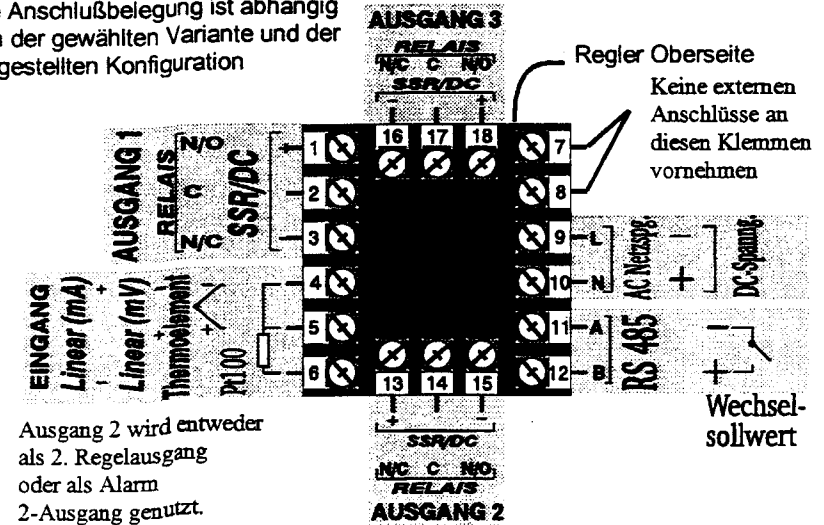 Anschlußbelegung ist abhängig
der gewählten Variante und der
gestellten Konfiguration
AUSGANG 3
RELAIS
N/C C N/O
SSR/DC
- +
16 17 18
Regler Oberseite
Keine externen
Anschlüsse an
diesen Klemmen
vornehmen
AUSGANG 1
RELAIS
N/O
C
N/C
SSR/DC
+
-
1
2
3
4
5
6
7
8
9
10
11
12
L
N
AC Netzspg.
- +
DC-Spanng.
A
B
RS 485
- +
Wechsel-
sollwert
EINGANG
Linear (mA)
+ -
Linear (mV)
+ -
Thermoelement
- +
Pt100
13 14 15
+ -
SSR/DC
N/C C N/O
RELAIS
AUSGANG 2
Ausgang 2 wird entweder
als 2. Regelausgang
oder als Alarm
2-Ausgang genutzt.